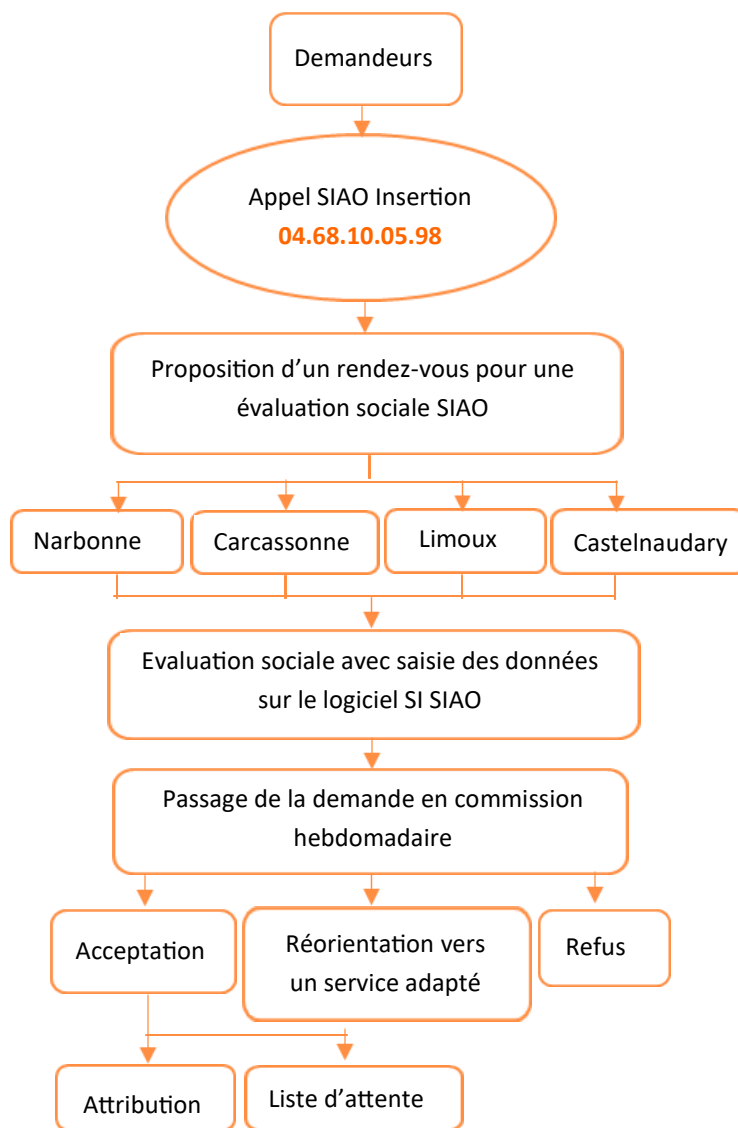 Demandeurs
Appel SIAO Insertion
04.68.10.05.98
Proposition d’un rendez-vous pour une
évaluation sociale SIAO
Narbonne
Carcassonne
Limoux
Castelnaudary
Evaluation sociale avec saisie des données
sur le logiciel SI SIAO
Passage de la demande en commission
hebdomadaire
Acceptation
Réorientation vers
un service adapté
Refus
Attribution
Liste d’attente